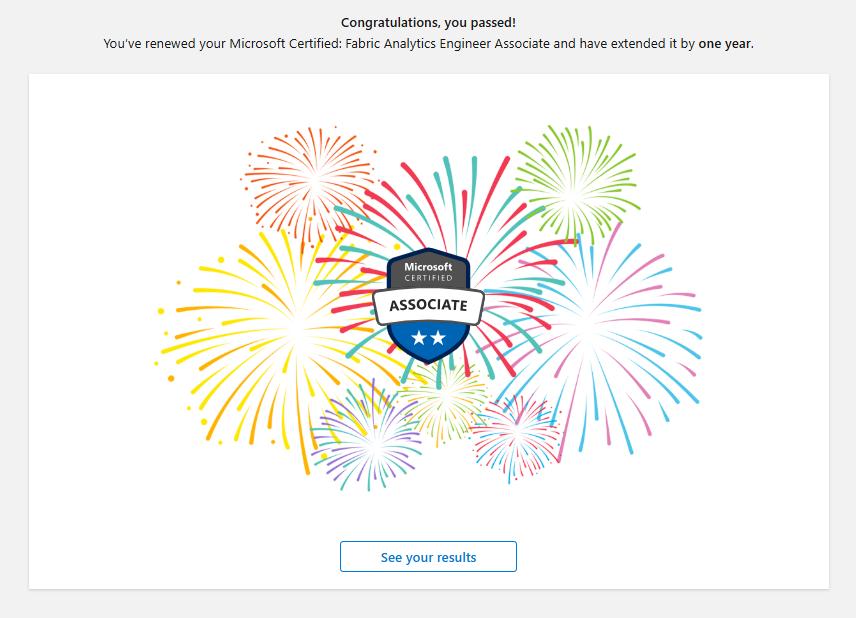 Congratulations, you passed!
You've renewed your Microsoft Certified: Fabric Analytics Engineer Associate and have extended it by one year.
Microsoft
CERTIFIED
ASSOCIATE
See your results